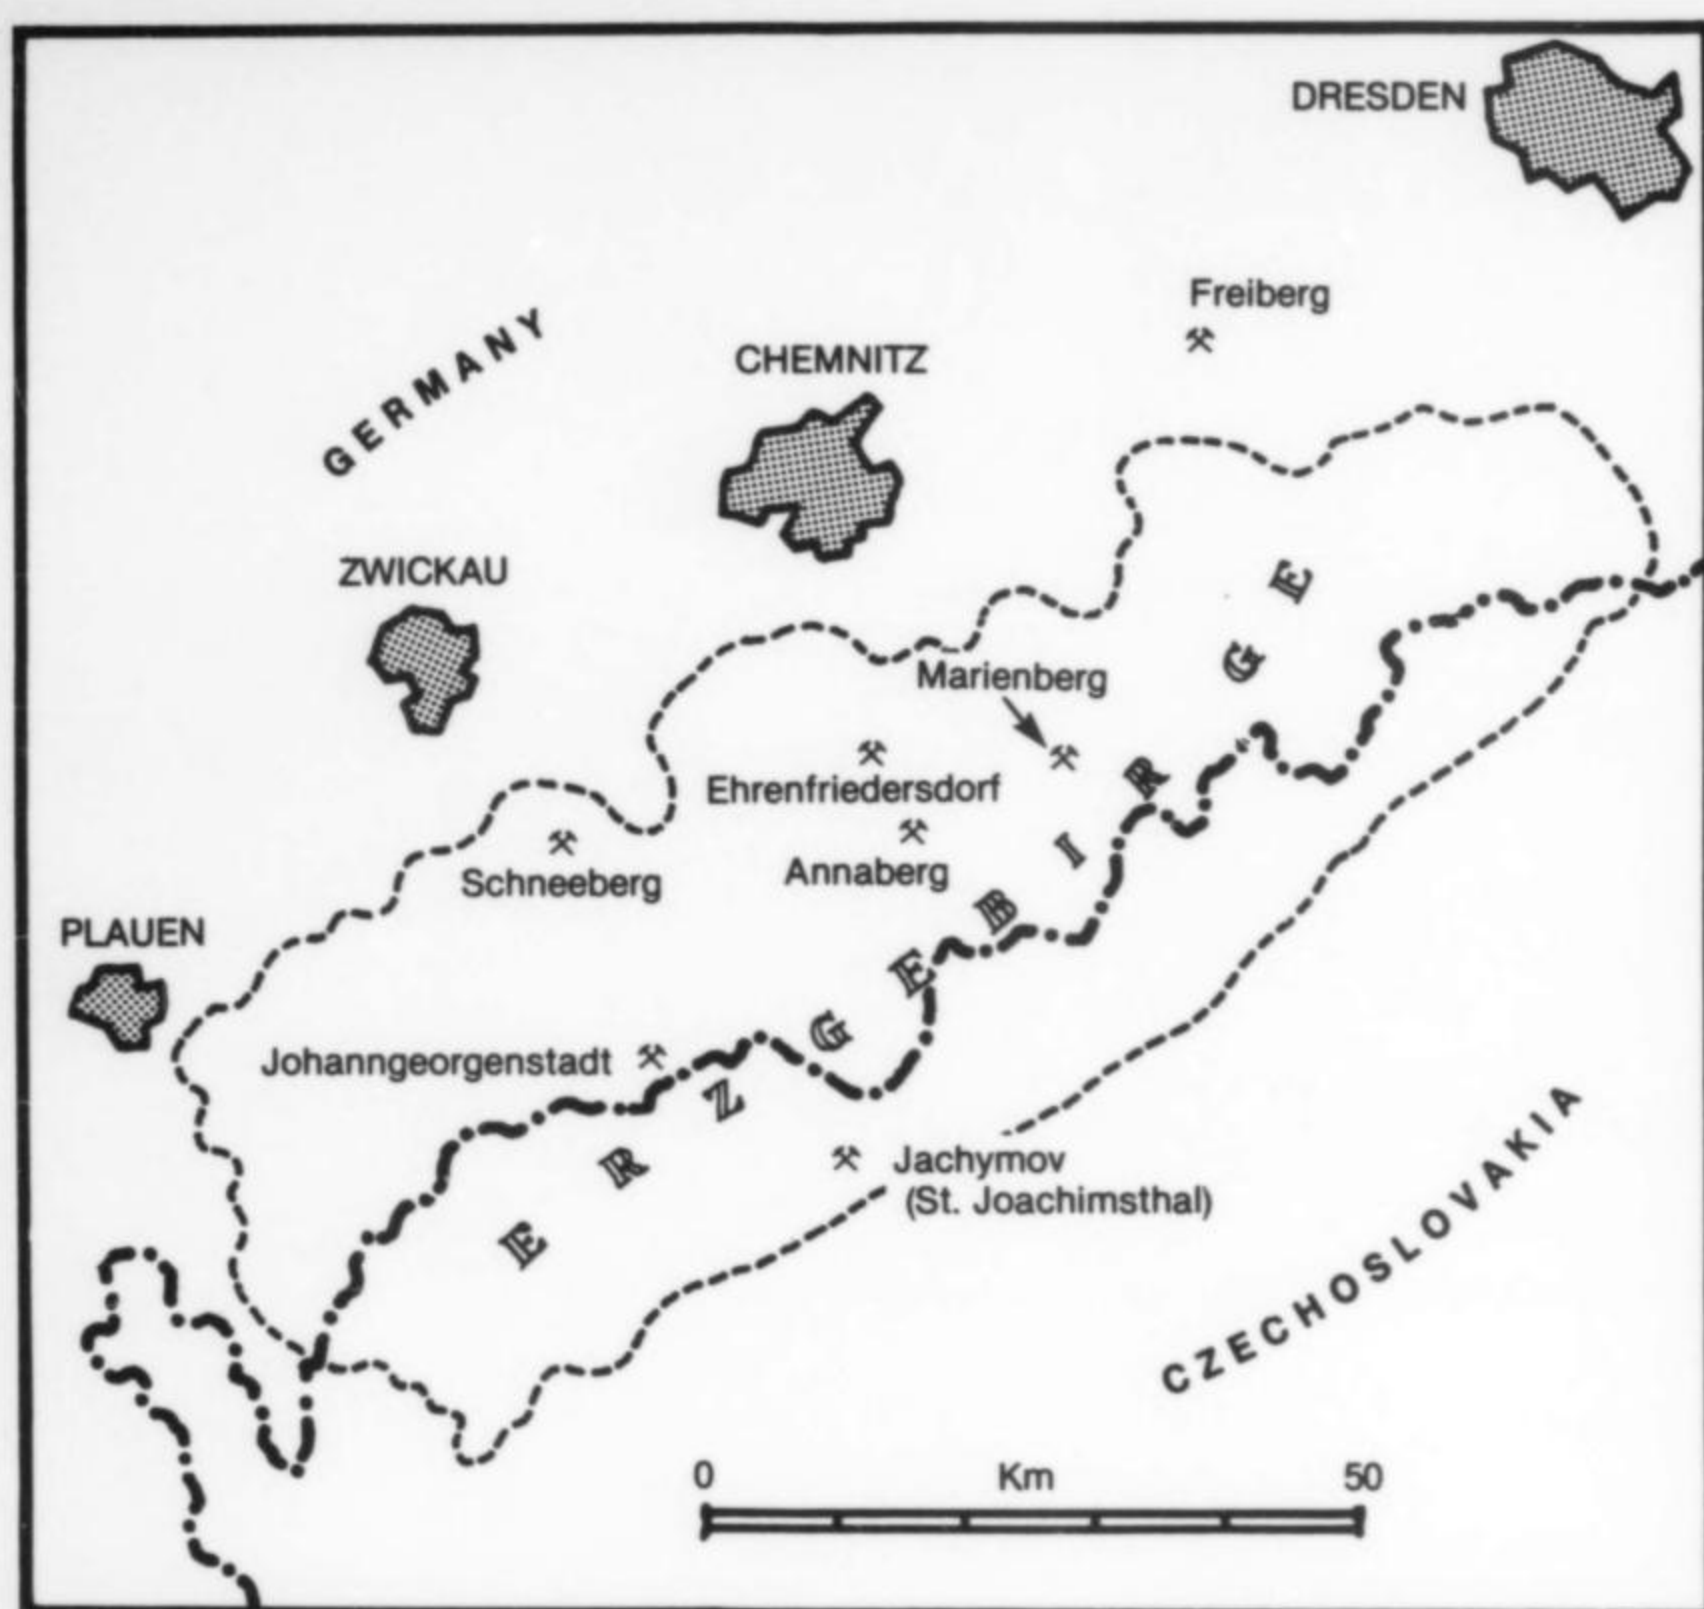 DRESDEN
Freiberg
GERMANY
CHEMNITZ
ZWICKAU
Marienberg
Ehrenfriedersdorf
Schneeberg
Annaberg
PLAUEN
ERZGEBIRGE
Johanngeorgenstadt
Jachymov
(St. Joachimsthal)
CZECHOSLOVAKIA
0 Km 50